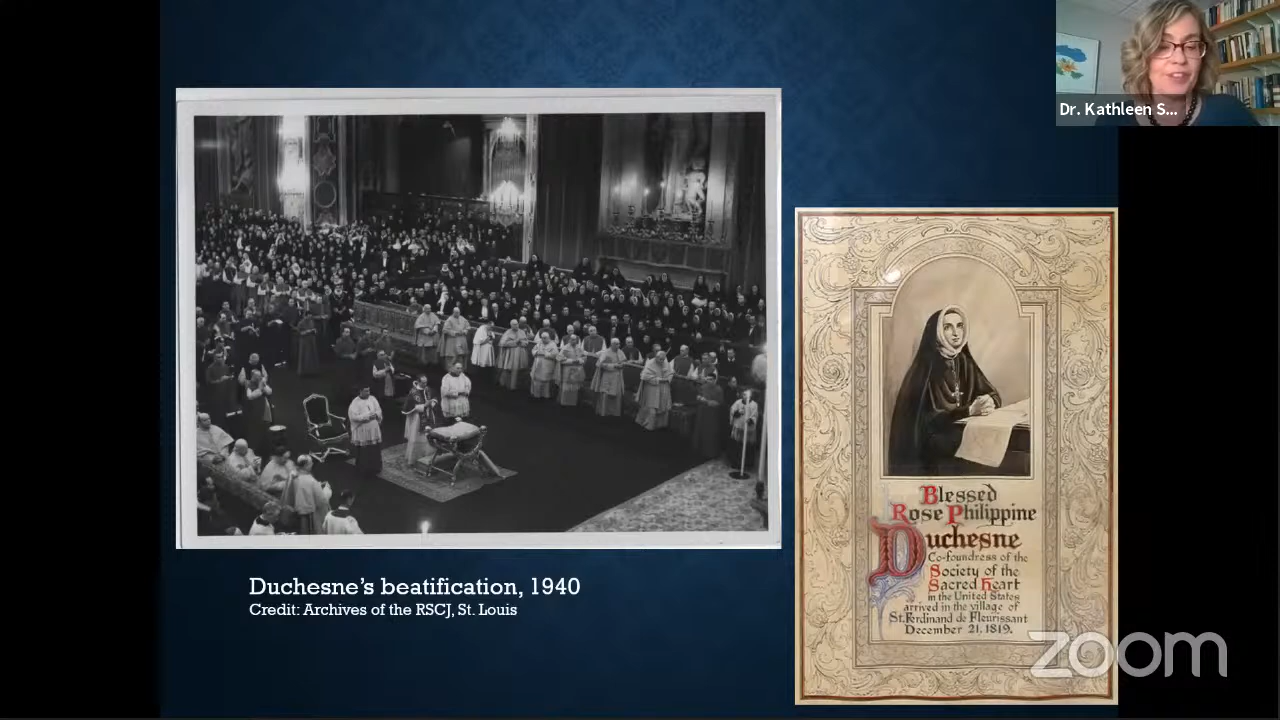 Dr. Kathleen S...
Duchesne's beatification, 1940
Credit: Archives of the RSCJ, St. Louis
Blessed
Rose Philippine
Duchesne
Co-foundress of the
Society of the
Sacred Heart
in the United States
arrived in the village of
St. Ferdinand de Fleurissant
December 21, 1819.
zoom